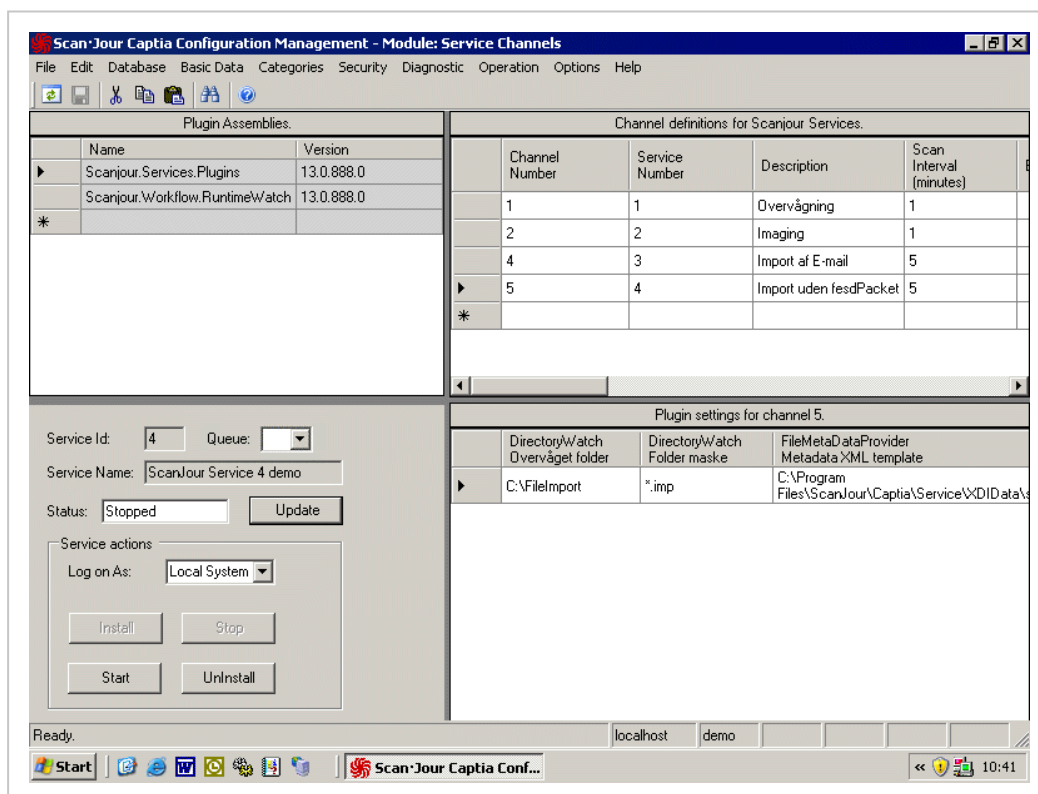 Scan·Jour Captia Configuration Management - Module: Service Channels
File Edit Database Basic Data Categories Security Diagnostic Operation Options Help
Plugin Assemblies.
Name Version
Scanjour.Services.Plugins 13.0.888.0
Scanjour.Workflow.RuntimeWatch 13.0.888.0
Channel definitions for Scanjour Services.
Channel Number Service Number Description Scan Interval (minutes)
1 1 Overvågning 1
2 2 Imaging 1
4 3 Import af E-mail 5
5 4 Import uden fesdPacket 5
Service Id: 4 Queue:
Service Name: ScanJour Service 4 demo
Status: Stopped Update
Service actions
Log on As: Local System
Install Stop
Start UnInstall
Plugin settings for channel 5.
DirectoryWatch DirectoryWatch FileMetaDataProvider
Overvåget folder Folder maske Metadata XML template
C:\FileImport *.imp C:\Program
Files\ScanJour\Captia\Service\XDIData\s
Ready. localhost demo
Start Scan·Jour Captia Conf... « 10:41